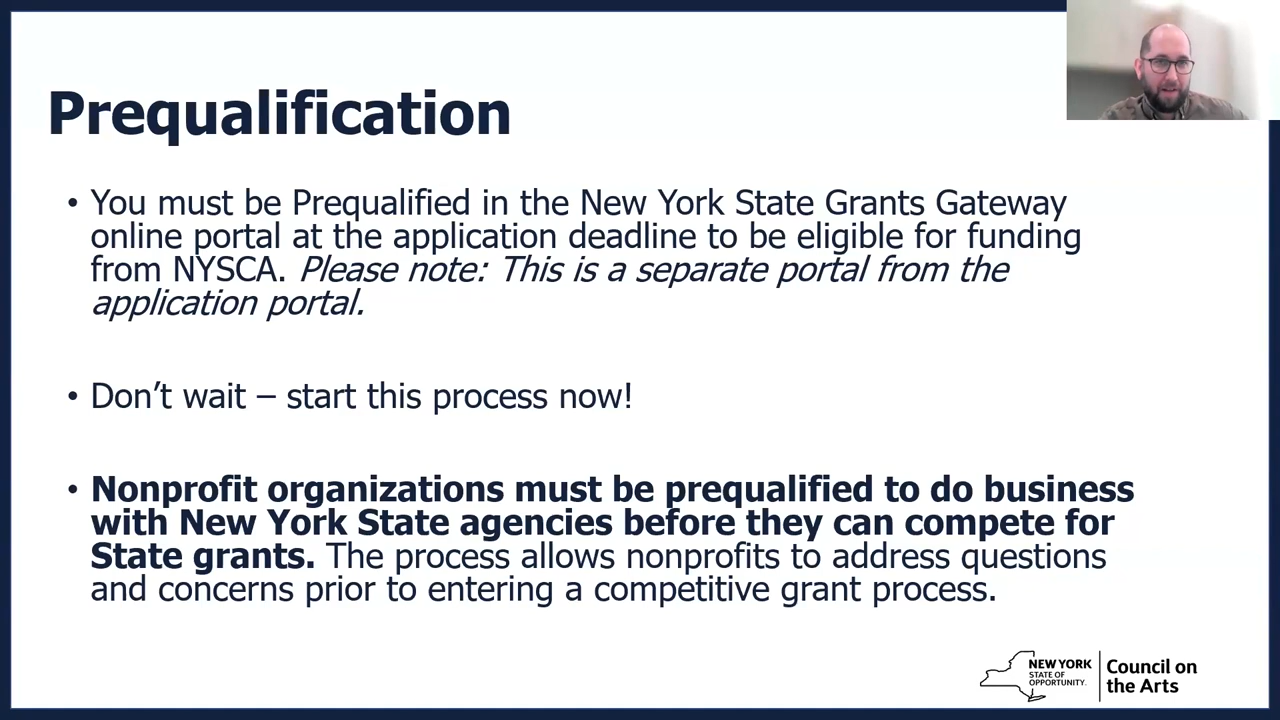 Prequalification
• You must be Prequalified in the New York State Grants Gateway
online portal at the application deadline to be eligible for funding
from NYSCA. Please note: This is a separate portal from the
application portal.
• Don’t wait – start this process now!
• Nonprofit organizations must be prequalified to do business
with New York State agencies before they can compete for
State grants. The process allows nonprofits to address questions
and concerns prior to entering a competitive grant process.
NEW YORK
STATE OF
OPPORTUNITY.
Council on
the Arts